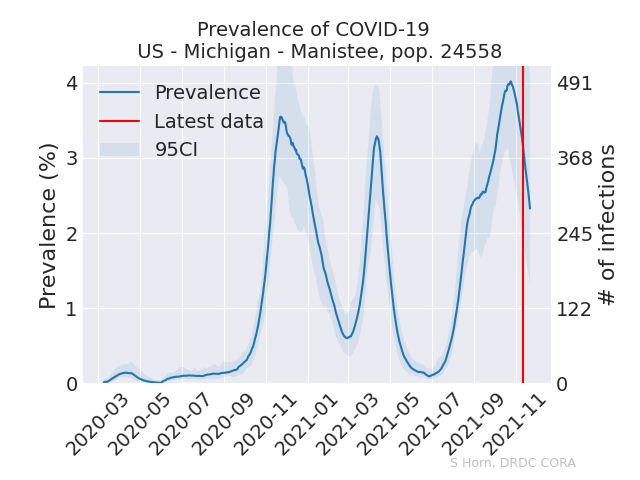 Prevalence of COVID-19
US - Michigan - Manistee, pop. 24558
Prevalence
Latest data
95CI
Prevalence (%)
4
3
2
1
0
491
368
245
122
0
# of infections
2020-03
2020-05
2020-07
2020-09
2020-11
2021-01
2021-03
2021-05
2021-07
2021-09
2021-11
S Horn, DRDC CORA